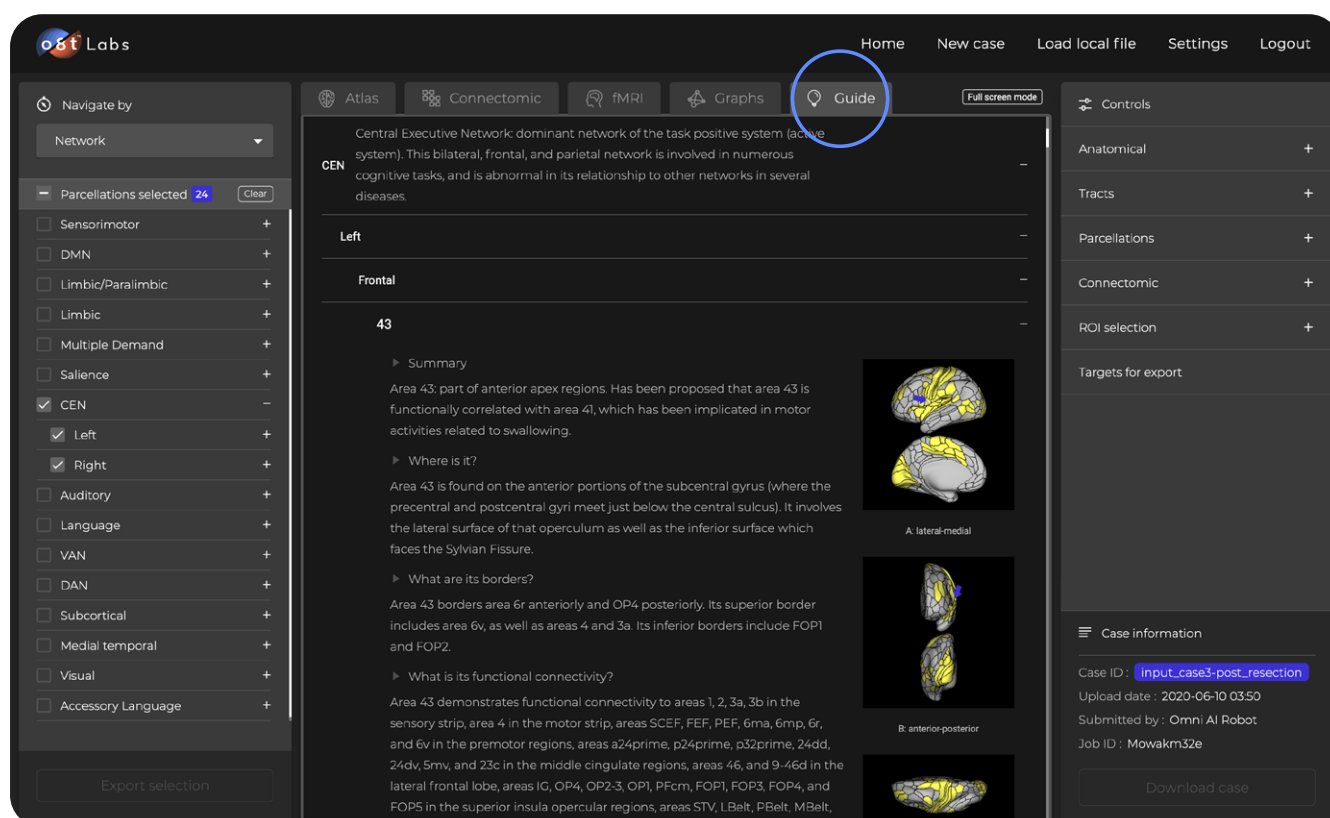 o8t Labs
Home New case Load local file Settings Logout
Navigate by
Network
Parcellations selected 24 Clear
Sensorimotor +
DMN +
Limbic/Paralimbic +
Limbic +
Multiple Demand +
Salience +
CEN −
Left +
Right +
Auditory +
Language +
VAN +
DAN +
Subcortical +
Medial temporal +
Visual +
Accessory Language +
Export selection
Atlas Connectomic fMRI Graphs Guide Full screen mode
CEN
Central Executive Network: dominant network of the task positive system (active
system). This bilateral, frontal, and parietal network is involved in numerous
cognitive tasks, and is abnormal in its relationship to other networks in several
diseases.
−
Left −
Frontal −
43 −
Summary
Area 43: part of anterior apex regions. Has been proposed that area 43 is
functionally correlated with area 41, which has been implicated in motor
activities related to swallowing.
Where is it?
Area 43 is found on the anterior portions of the subcentral gyrus (where the
precentral and postcentral gyri meet just below the central sulcus). It involves
the lateral surface of that operculum as well as the inferior surface which
faces the Sylvian Fissure.
What are its borders?
Area 43 borders area 6r anteriorly and OP4 posteriorly. Its superior border
includes area 6v, as well as areas 4 and 3a. Its inferior borders include FOP1
and FOP2.
What is its functional connectivity?
Area 43 demonstrates functional connectivity to areas 1, 2, 3a, 3b in the
sensory strip, area 4 in the motor strip, areas SCEF, FEF, PEF, 6ma, 6mp, 6r,
and 6v in the premotor regions, areas a24prime, p24prime, p32prime, 24dd,
24dv, 5mv, and 23c in the middle cingulate regions, areas 46, and 9-46d in the
lateral frontal lobe, areas IG, OP4, OP2-3, OP1, PFcm, FOP1, FOP3, FOP4, and
FOP5 in the superior insula opercular regions, areas STV, LBelt, PBelt, MBelt,
A: lateral-medial
B: anterior-posterior
Controls
Anatomical +
Tracts +
Parcellations +
Connectomic +
ROI selection +
Targets for export
Case information
Case ID : input_case3-post_resection
Upload date : 2020-06-10 03:50
Submitted by : Omni AI Robot
Job ID : Mowakm32e
Download case